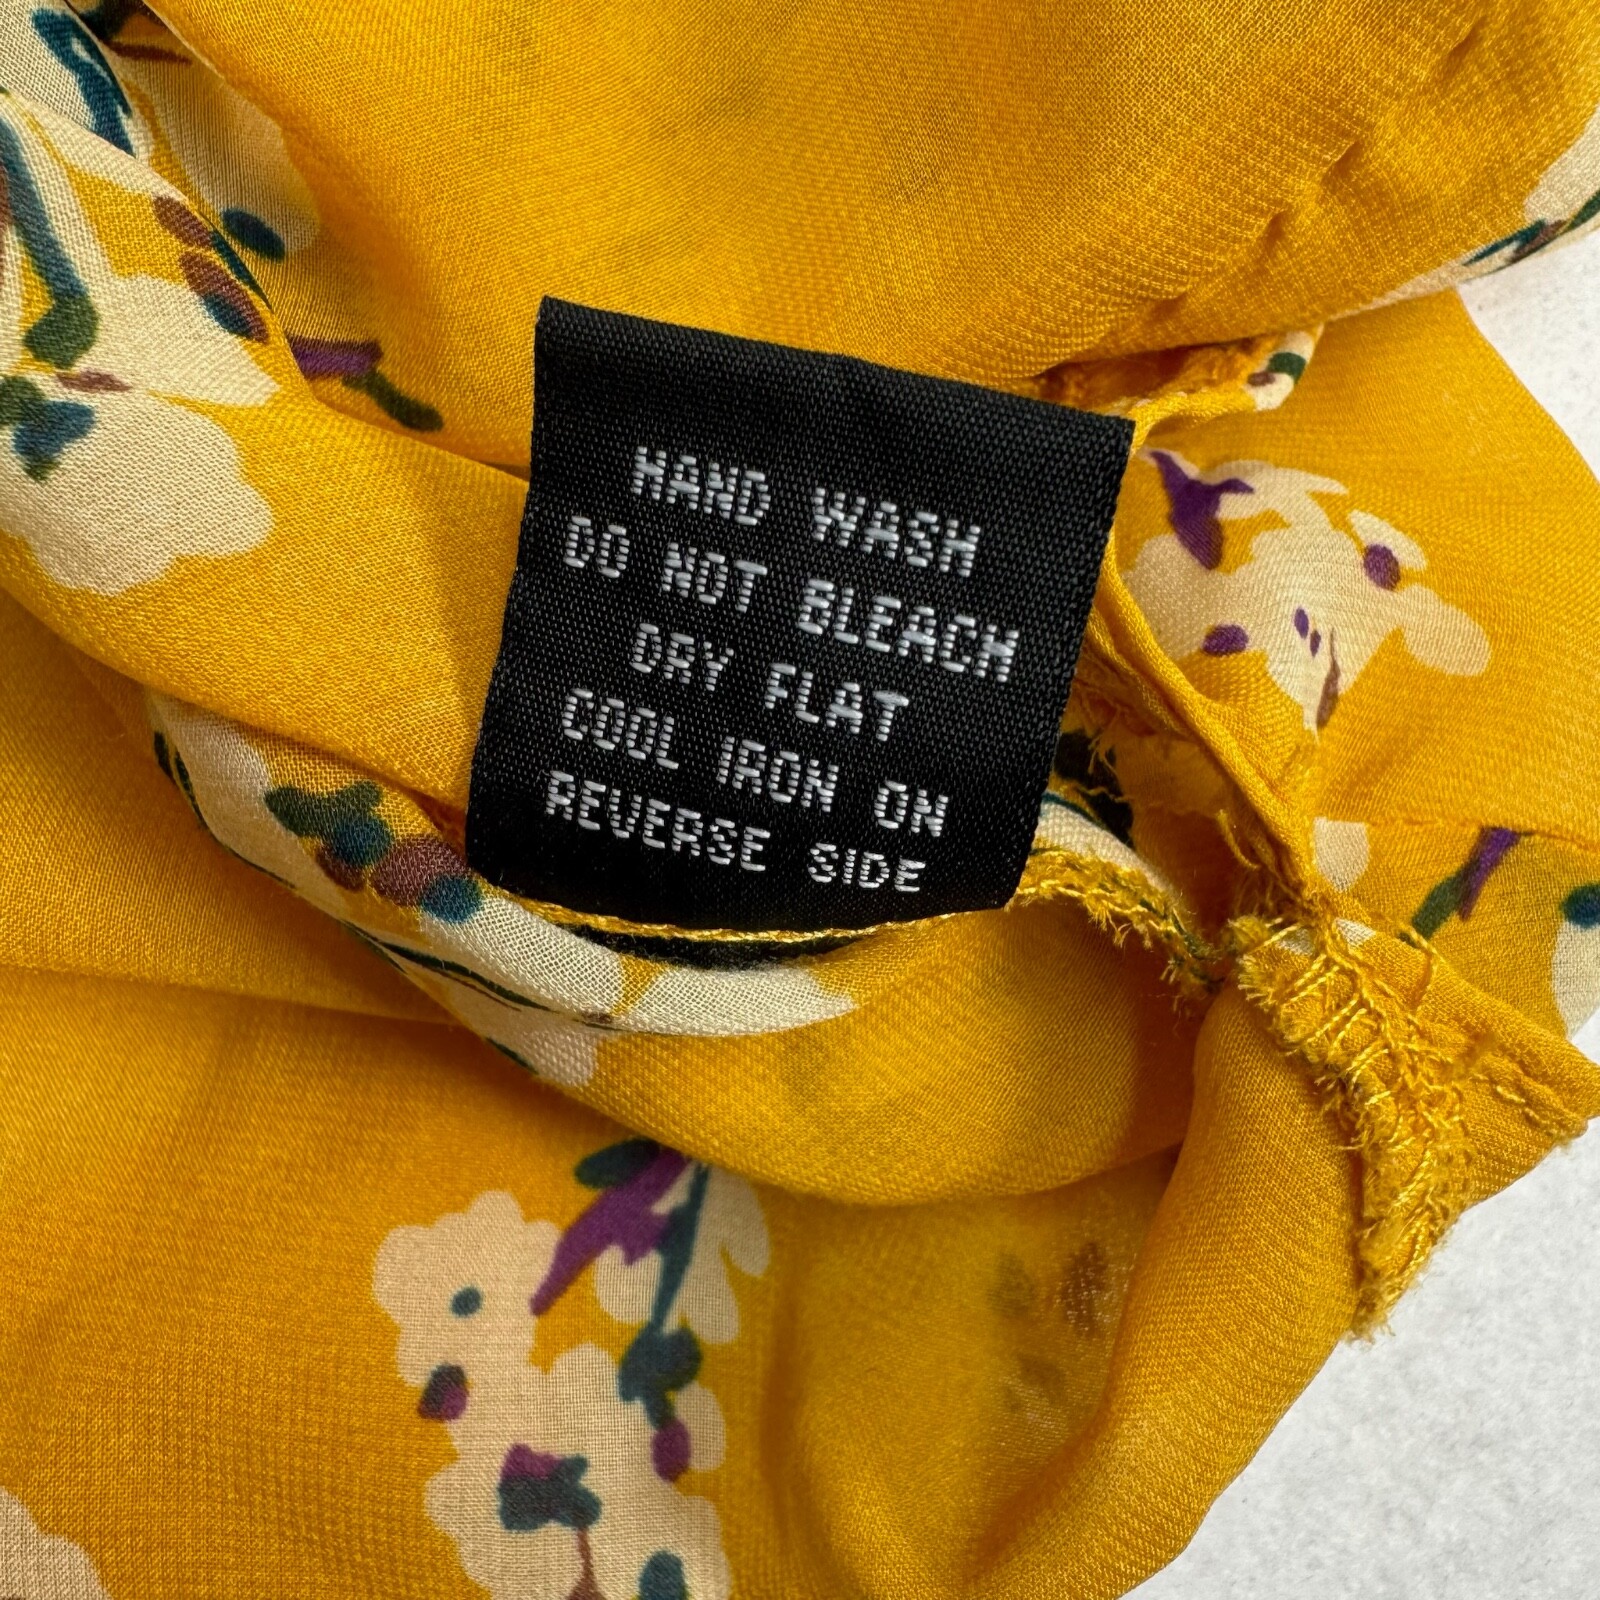 HAND WASH
DO NOT BLEACH
DRY FLAT
COOL IRON ON
REVERSE SIDE